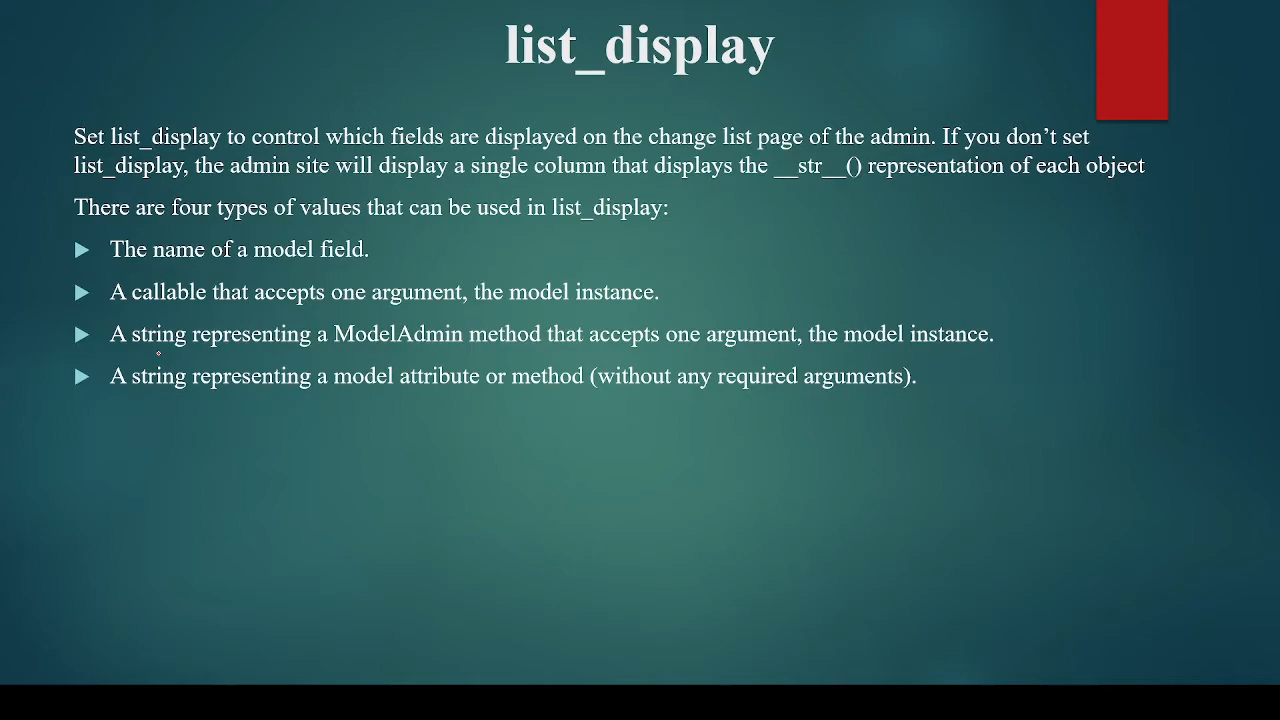 list_display
Set list_display to control which fields are displayed on the change list page of the admin. If you don’t set
list_display, the admin site will display a single column that displays the __str__() representation of each object
There are four types of values that can be used in list_display:
The name of a model field.
A callable that accepts one argument, the model instance.
A string representing a ModelAdmin method that accepts one argument, the model instance.
A string representing a model attribute or method (without any required arguments).